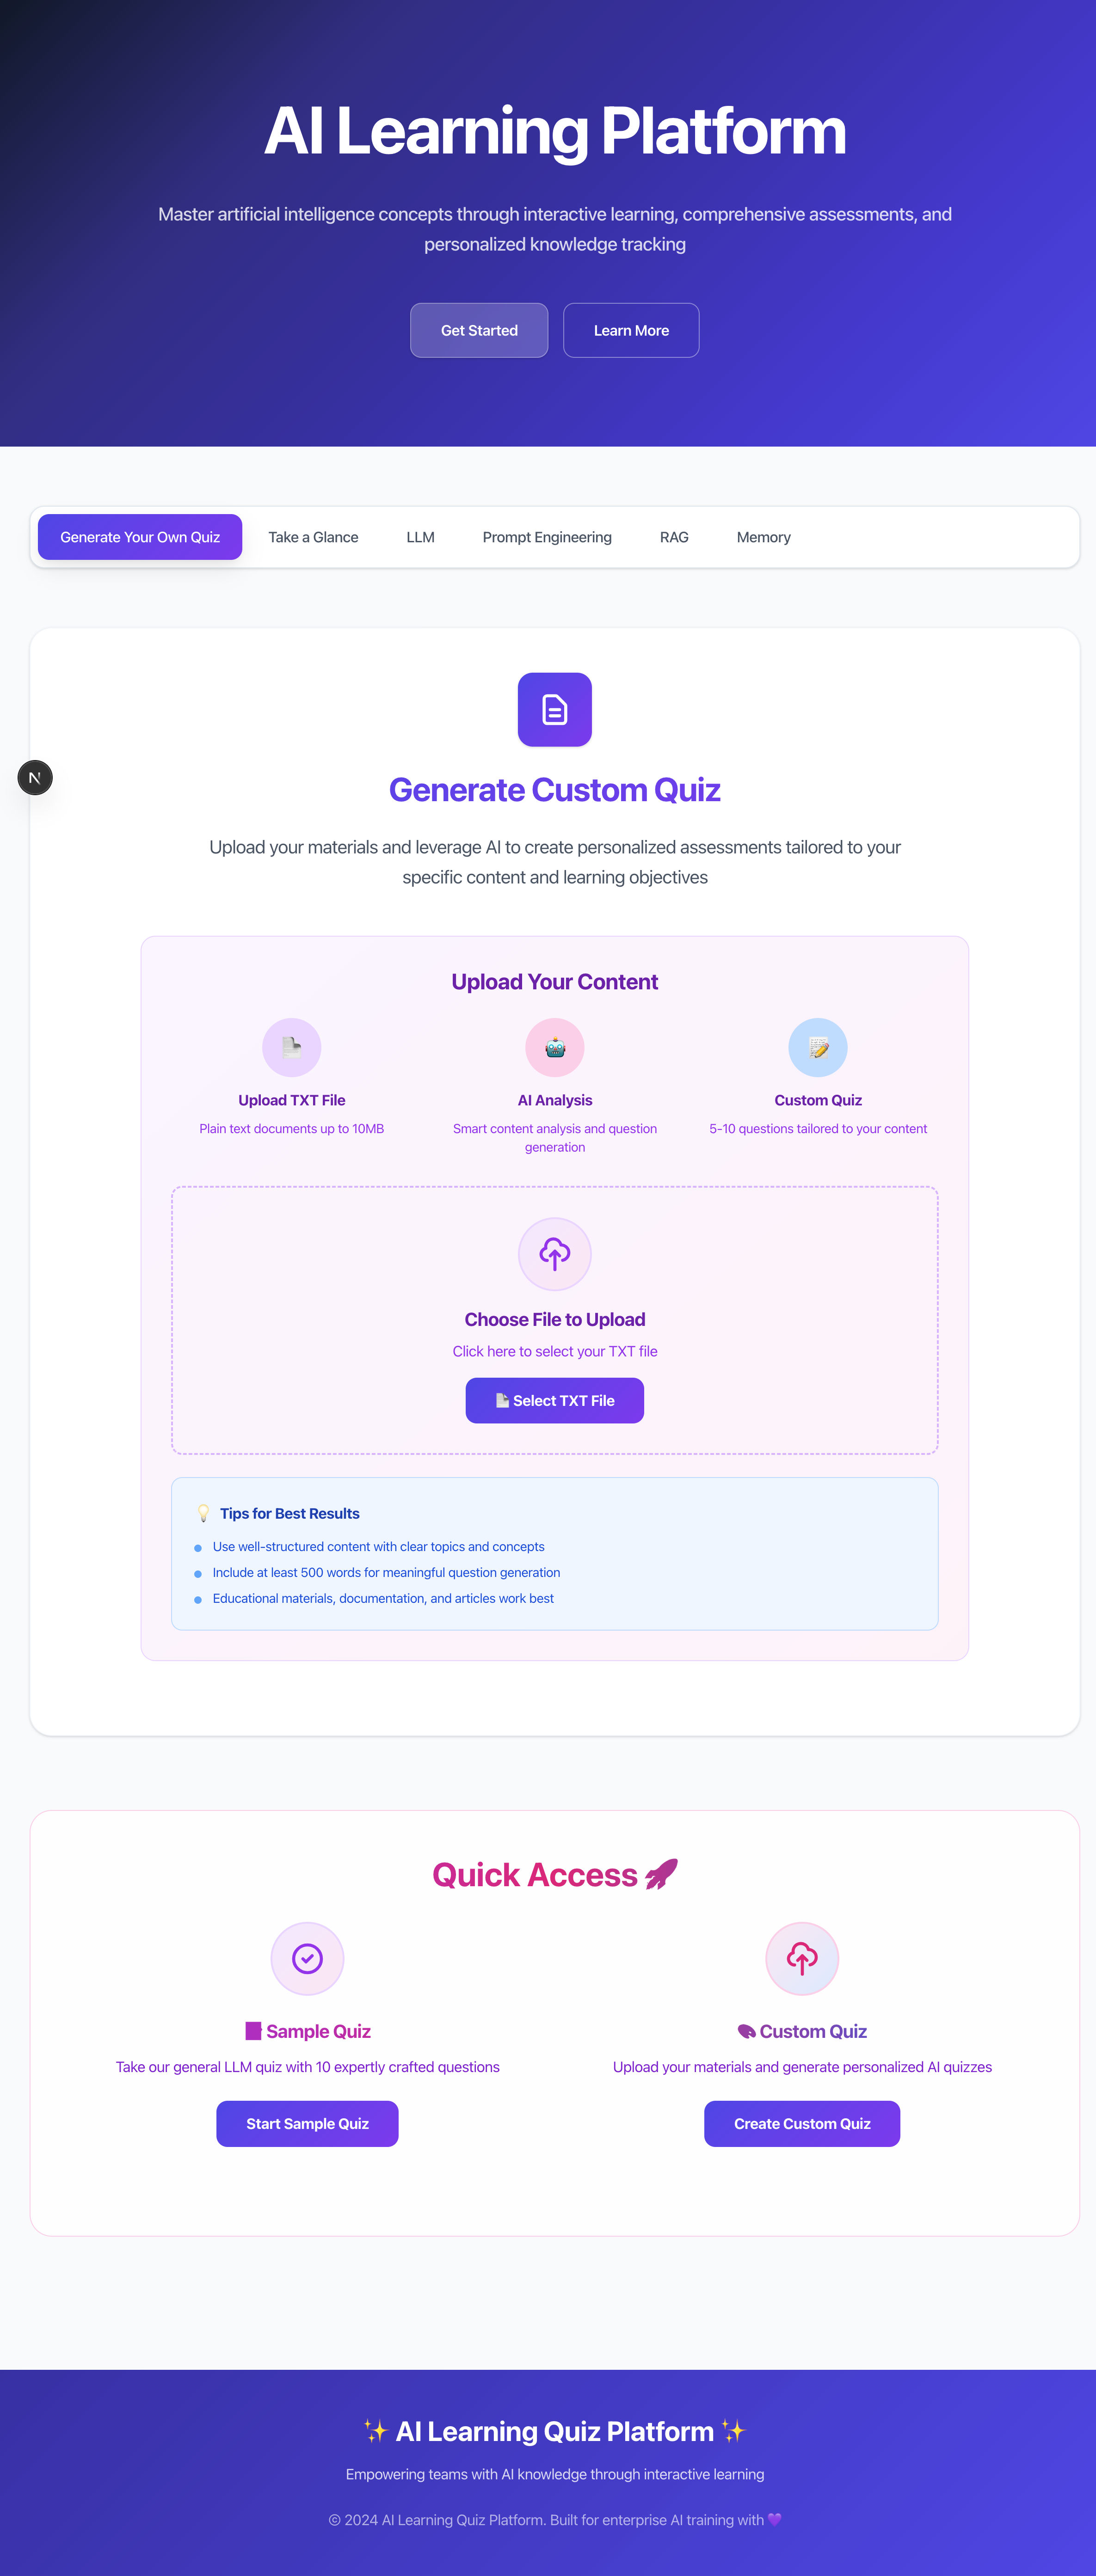 AI Learning Platform
Master artificial intelligence concepts through interactive learning, comprehensive assessments, and
personalized knowledge tracking
Get Started
Learn More
Generate Your Own Quiz
Take a Glance
LLM
Prompt Engineering
RAG
Memory
N
Generate Custom Quiz
Upload your materials and leverage AI to create personalized assessments tailored to your
specific content and learning objectives
Upload Your Content
Upload TXT File
Plain text documents up to 10MB
AI Analysis
Smart content analysis and question
generation
Custom Quiz
5-10 questions tailored to your content
Choose File to Upload
Click here to select your TXT file
Select TXT File
Tips for Best Results
Use well-structured content with clear topics and concepts
Include at least 500 words for meaningful question generation
Educational materials, documentation, and articles work best
Quick Access 🚀
Sample Quiz
Take our general LLM quiz with 10 expertly crafted questions
Start Sample Quiz
Custom Quiz
Upload your materials and generate personalized AI quizzes
Create Custom Quiz
✨ AI Learning Quiz Platform ✨
Empowering teams with AI knowledge through interactive learning
© 2024 AI Learning Quiz Platform. Built for enterprise AI training with 💜